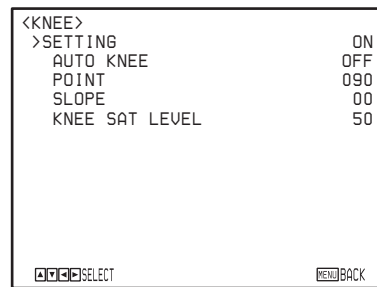 <KNEE>
>SETTING ON
AUTO KNEE OFF
POINT 090
SLOPE 00
KNEE SAT LEVEL 50
▲▼◀▶SELECT MENU BACK